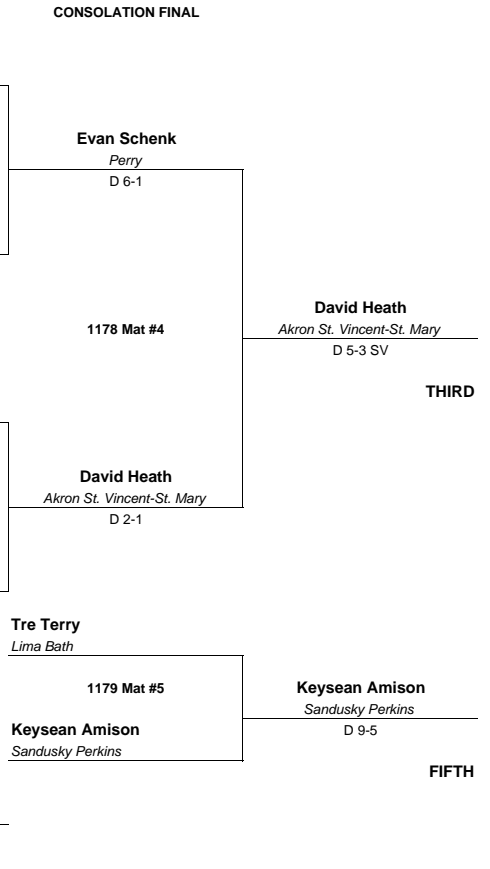 CONSOLATION FINAL
Evan Schenk
Perry
D 6-1
1178 Mat #4
David Heath
Akron St. Vincent-St. Mary
D 5-3 SV
THIRD
David Heath
Akron St. Vincent-St. Mary
D 2-1
Tre Terry
Lima Bath
1179 Mat #5
Keysean Amison
Sandusky Perkins
Keysean Amison
Sandusky Perkins
D 9-5
FIFTH